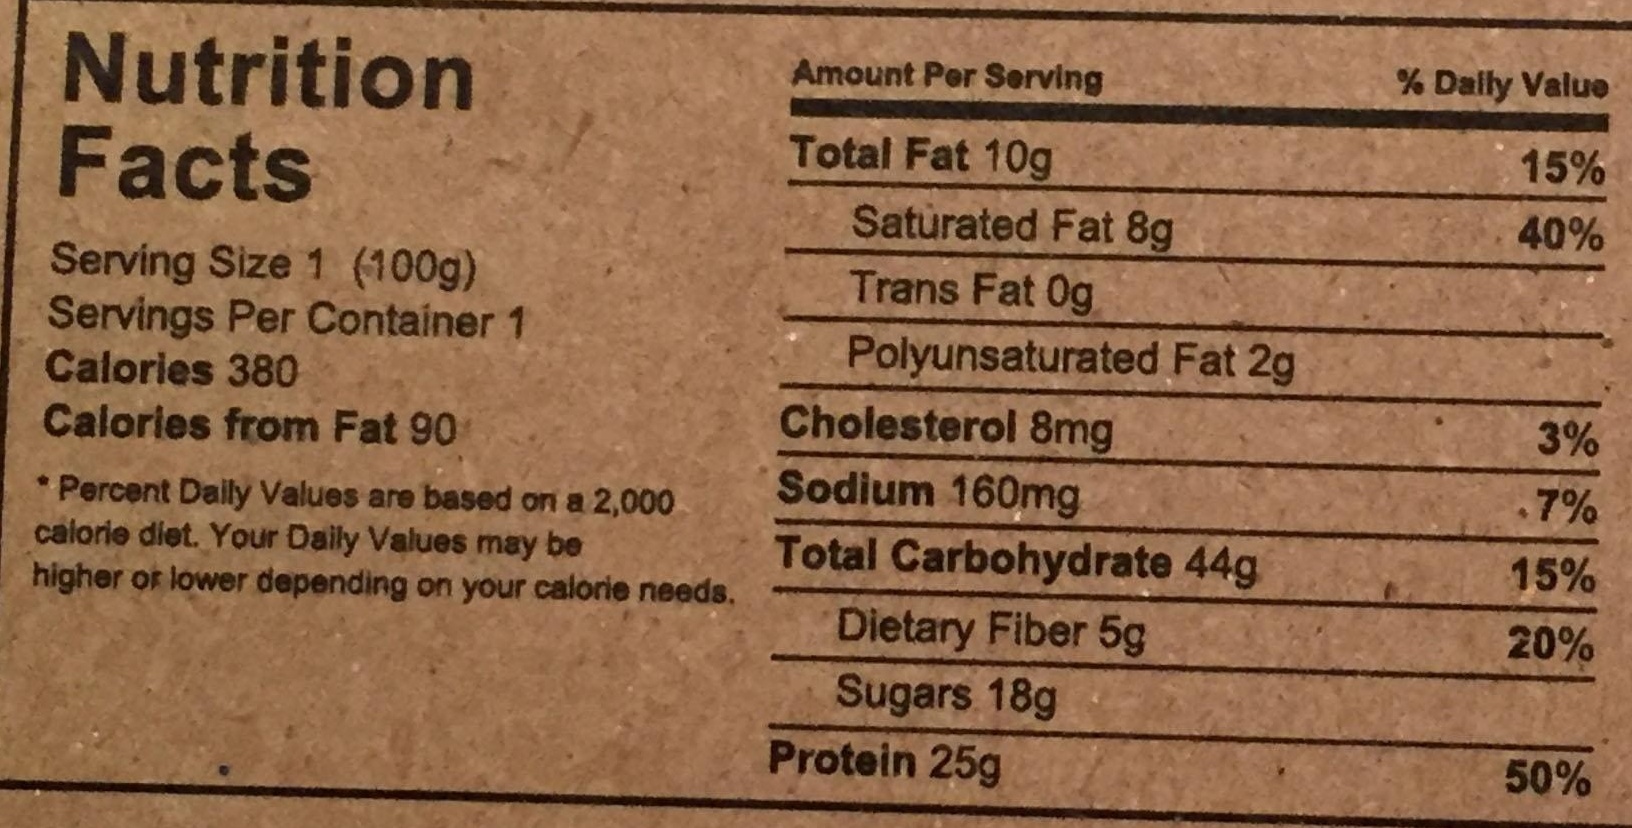 Nutrition
Facts
Serving Size 1 (100g)
Servings Per Container 1
Calories 380
Calories from Fat 90
* Percent Daily Values are based on a 2,000
calorie diet. Your Daily Values may be
higher or lower depending on your calorie needs.
Amount Per Serving % Daily Value
Total Fat 10g 15%
Saturated Fat 8g 40%
Trans Fat 0g
Polyunsaturated Fat 2g
Cholesterol 8mg 3%
Sodium 160mg 7%
Total Carbohydrate 44g 15%
Dietary Fiber 5g 20%
Sugars 18g
Protein 25g 50%